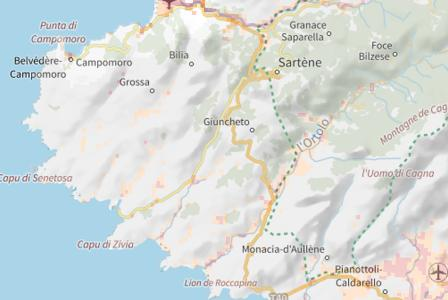 Punta di
Campomoro
Belvédère-
Campomoro
Campomoro
Bilia
Grossa
Granace
Saparella
Foce
Bilzese
Sartène
Giuncheto
l'Ortolo
Montagne de Cag
l'Uomo di Cagna
Capu di Senetosa
Capu di Zivia
Monacia-d'Aullène
Pianottoli-
Caldarello
Lion de Roccapina